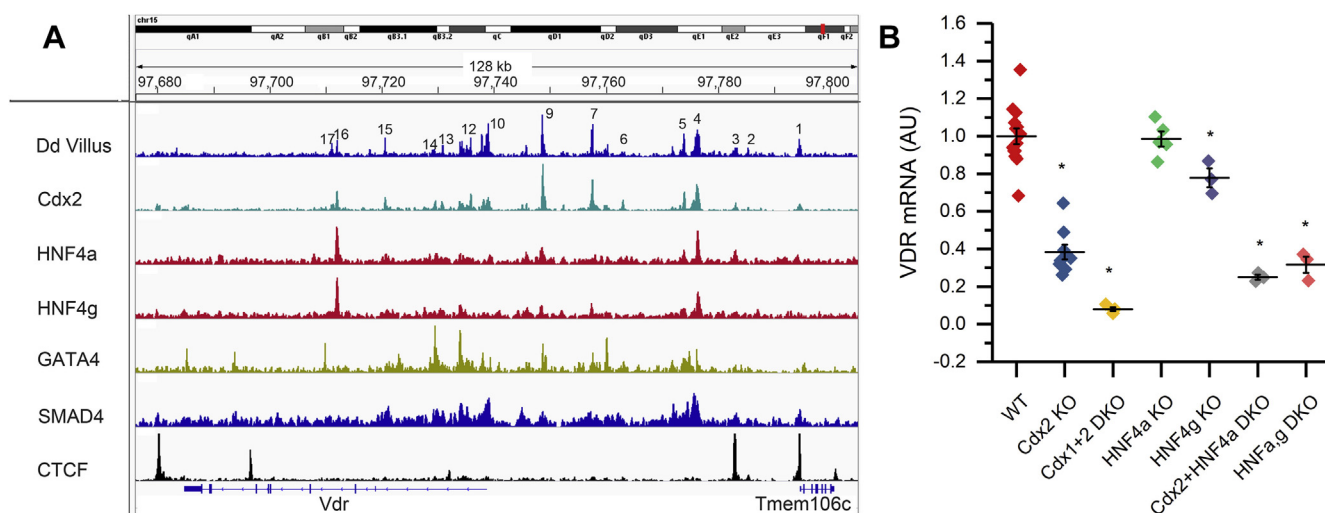 A
chr15
qA1 qA2 qB1 qB2 qB3.1 qB3.2 qC qD1 qD2 qD3 qE1 qE2 qE3 qF1 qF2
128 kb
97,680 97,700 97,720 97,740 97,760 97,780 97,800
Dd Villus
17 16 15 14 13 12 10 9 7 6 5 4 3 2 1
Cdx2
HNF4a
HNF4g
GATA4
SMAD4
CTCF
Vdr Tmem106c
B
VDR mRNA (AU)
1.6
1.4
1.2
1.0
0.8
0.6
0.4
0.2
0.0
-0.2
* * * * *
WT
Cdx2 KO
Cdx1+2 DKO
HNF4a KO
HNF4g KO
Cdx2+HNF4a DKO
HNFa,g DKO